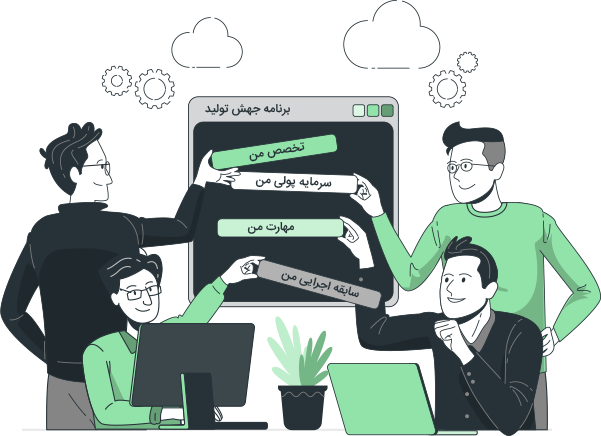 برنامه جهش تولید
تخصص من
سرمایه پولی من
مهارت من
سابقه اجرایی من